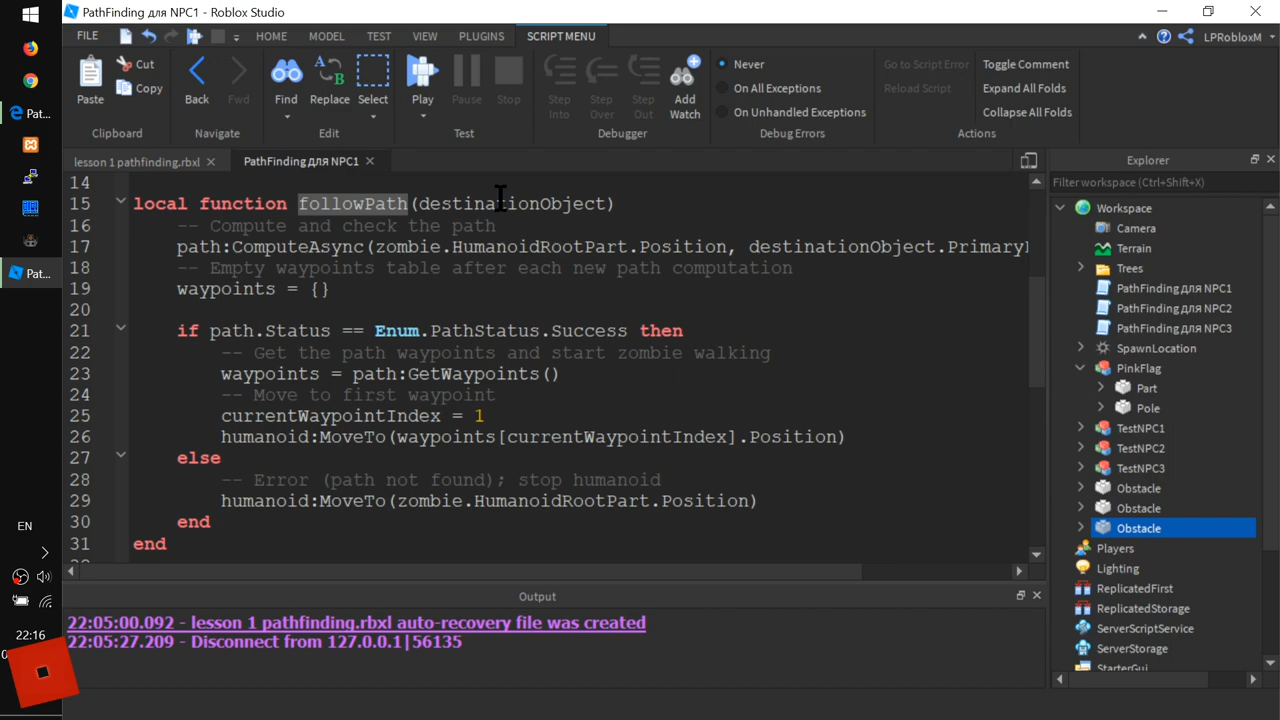 PathFinding для NPC1 - Roblox Studio
FILE HOME MODEL TEST VIEW PLUGINS SCRIPT MENU LPRobloxM
Paste Cut Copy Back Fwd Find Replace Select Play Pause Stop Step Into Step Over Step Out Add Watch
Never
On All Exceptions
On Unhandled Exceptions
Go to Script Error
Reload Script
Toggle Comment
Expand All Folds
Collapse All Folds
Clipboard Navigate Edit Test Debugger Debug Errors Actions
lesson 1 pathfinding.rbxl PathFinding для NPC1
14
15 local function followPath(destinationObject)
16 -- Compute and check the path
17 path:ComputeAsync(zombie.HumanoidRootPart.Position, destinationObject.Primary
18 -- Empty waypoints table after each new path computation
19 waypoints = {}
20
21 if path.Status == Enum.PathStatus.Success then
22 -- Get the path waypoints and start zombie walking
23 waypoints = path:GetWaypoints()
24 -- Move to first waypoint
25 currentWaypointIndex = 1
26 humanoid:MoveTo(waypoints[currentWaypointIndex].Position)
27 else
28 -- Error (path not found); stop humanoid
29 humanoid:MoveTo(zombie.HumanoidRootPart.Position)
30 end
31 end
Output
22:05:00.092 - lesson 1 pathfinding.rbxl auto-recovery file was created
22:05:27.209 - Disconnect from 127.0.0.1|56135
Explorer
Filter workspace (Ctrl+Shift+X)
Workspace
Camera
Terrain
Trees
PathFinding для NPC1
PathFinding для NPC2
PathFinding для NPC3
SpawnLocation
PinkFlag
Part
Pole
TestNPC1
TestNPC2
TestNPC3
Obstacle
Obstacle
Obstacle
Players
Lighting
ReplicatedFirst
ReplicatedStorage
ServerScriptService
ServerStorage
StarterGui
Pat...
Pat...
EN
22:16